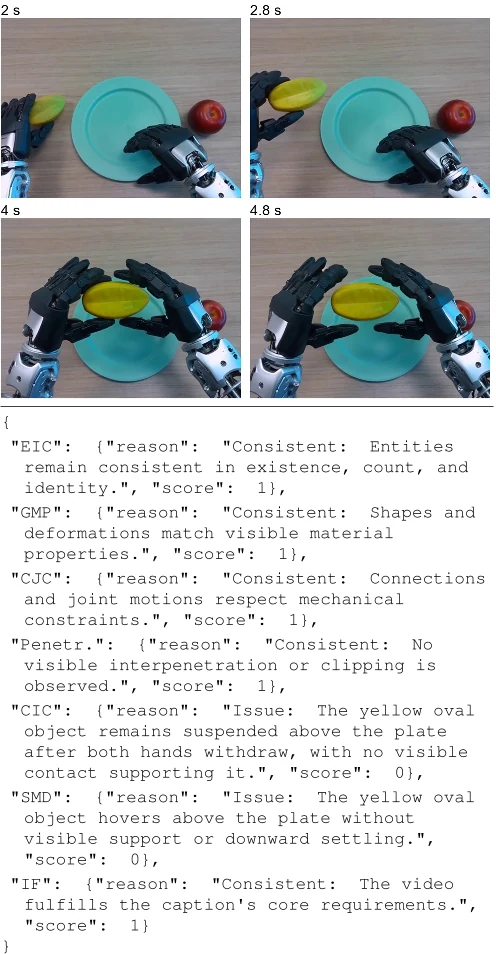 2 s
2.8 s
4 s
4.8 s
{
"EIC": {"reason": "Consistent: Entities
remain consistent in existence, count, and
identity.", "score": 1},
"GMP": {"reason": "Consistent: Shapes and
deformations match visible material
properties.", "score": 1},
"CJC": {"reason": "Consistent: Connections
and joint motions respect mechanical
constraints.", "score": 1},
"Penetr.": {"reason": "Consistent: No
visible interpenetration or clipping is
observed.", "score": 1},
"CIC": {"reason": "Issue: The yellow oval
object remains suspended above the plate
after both hands withdraw, with no visible
contact supporting it.", "score": 0},
"SMD": {"reason": "Issue: The yellow oval
object hovers above the plate without
visible support or downward settling.",
"score": 0},
"IF": {"reason": "Consistent: The video
fulfills the caption's core requirements.",
"score": 1}
}